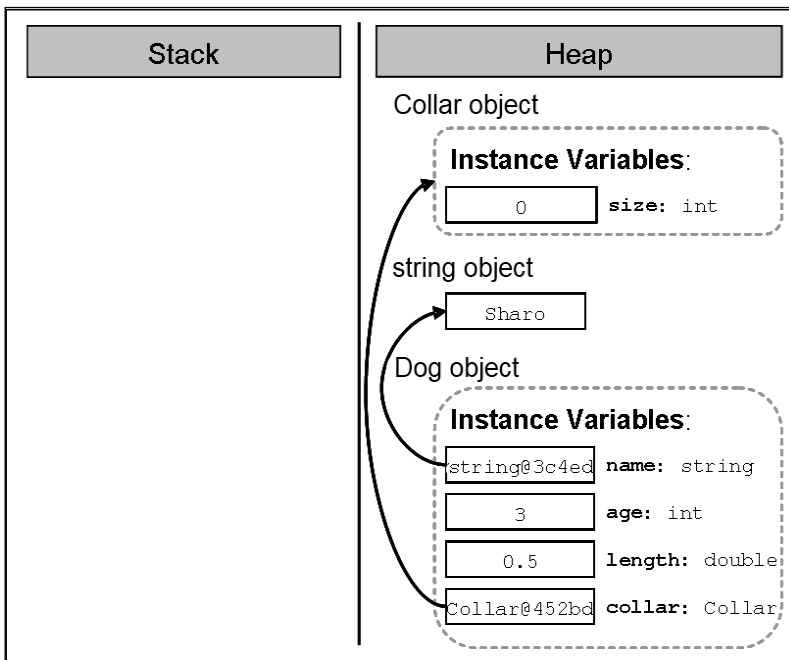 Stack
Heap
Collar object
Instance Variables:
0 size: int
string object
Sharo
Dog object
Instance Variables:
string@3c4ed name: string
3 age: int
0.5 length: double
Collar@452bd collar: Collar